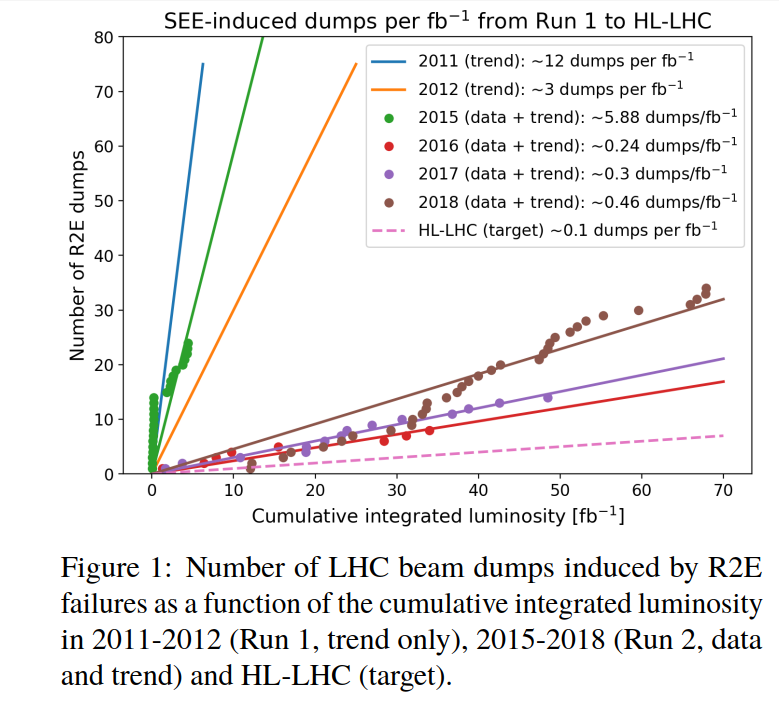 SEE-induced dumps per fb⁻¹ from Run 1 to HL-LHC
80
70
60
50
40
30
20
10
0
Number of R2E dumps
2011 (trend): ~12 dumps per fb⁻¹
2012 (trend): ~3 dumps per fb⁻¹
2015 (data + trend): ~5.88 dumps/fb⁻¹
2016 (data + trend): ~0.24 dumps/fb⁻¹
2017 (data + trend): ~0.3 dumps/fb⁻¹
2018 (data + trend): ~0.46 dumps/fb⁻¹
HL-LHC (target) ~0.1 dumps per fb⁻¹
0 10 20 30 40 50 60 70
Cumulative integrated luminosity [fb⁻¹]
Figure 1: Number of LHC beam dumps induced by R2E
failures as a function of the cumulative integrated luminosity
in 2011-2012 (Run 1, trend only), 2015-2018 (Run 2, data
and trend) and HL-LHC (target).